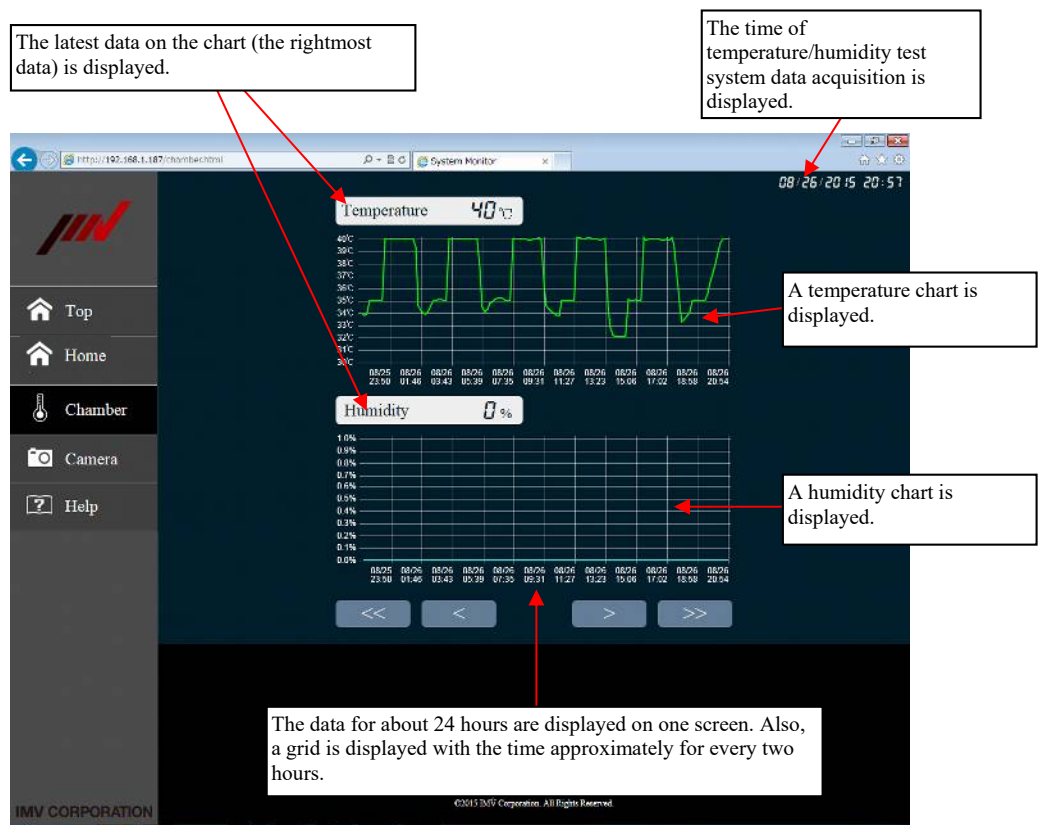 The latest data on the chart (the rightmost
data) is displayed.
The time of
temperature/humidity test
system data acquisition is
displayed.
http://192.168.1.187/chamber.html
System Monitor
08/26/2015 20:57
IMV
Temperature 40℃
40℃
39℃
38℃
37℃
36℃
35℃
34℃
33℃
32℃
31℃
30℃
08/25 08/26 08/26 08/26 08/26 08/26 08/26 08/26 08/26 08/26 08/26 08/26
23:50 01:46 03:43 05:39 07:35 09:31 11:27 13:23 15:06 17:02 18:58 20:54
A temperature chart is
displayed.
Top
Home
Chamber
Camera
Help
Humidity 0 %
1.0%
0.9%
0.8%
0.7%
0.6%
0.5%
0.4%
0.3%
0.2%
0.1%
0.0%
08/25 08/26 08/26 08/26 08/26 08/26 08/26 08/26 08/26 08/26 08/26 08/26
23:50 01:46 03:43 05:39 07:35 09:31 11:27 13:23 15:06 17:02 18:58 20:54
A humidity chart is
displayed.
<< < > >>
The data for about 24 hours are displayed on one screen. Also,
a grid is displayed with the time approximately for every two
hours.
©2015 IMV Corporation. All Rights Reserved.
IMV CORPORATION